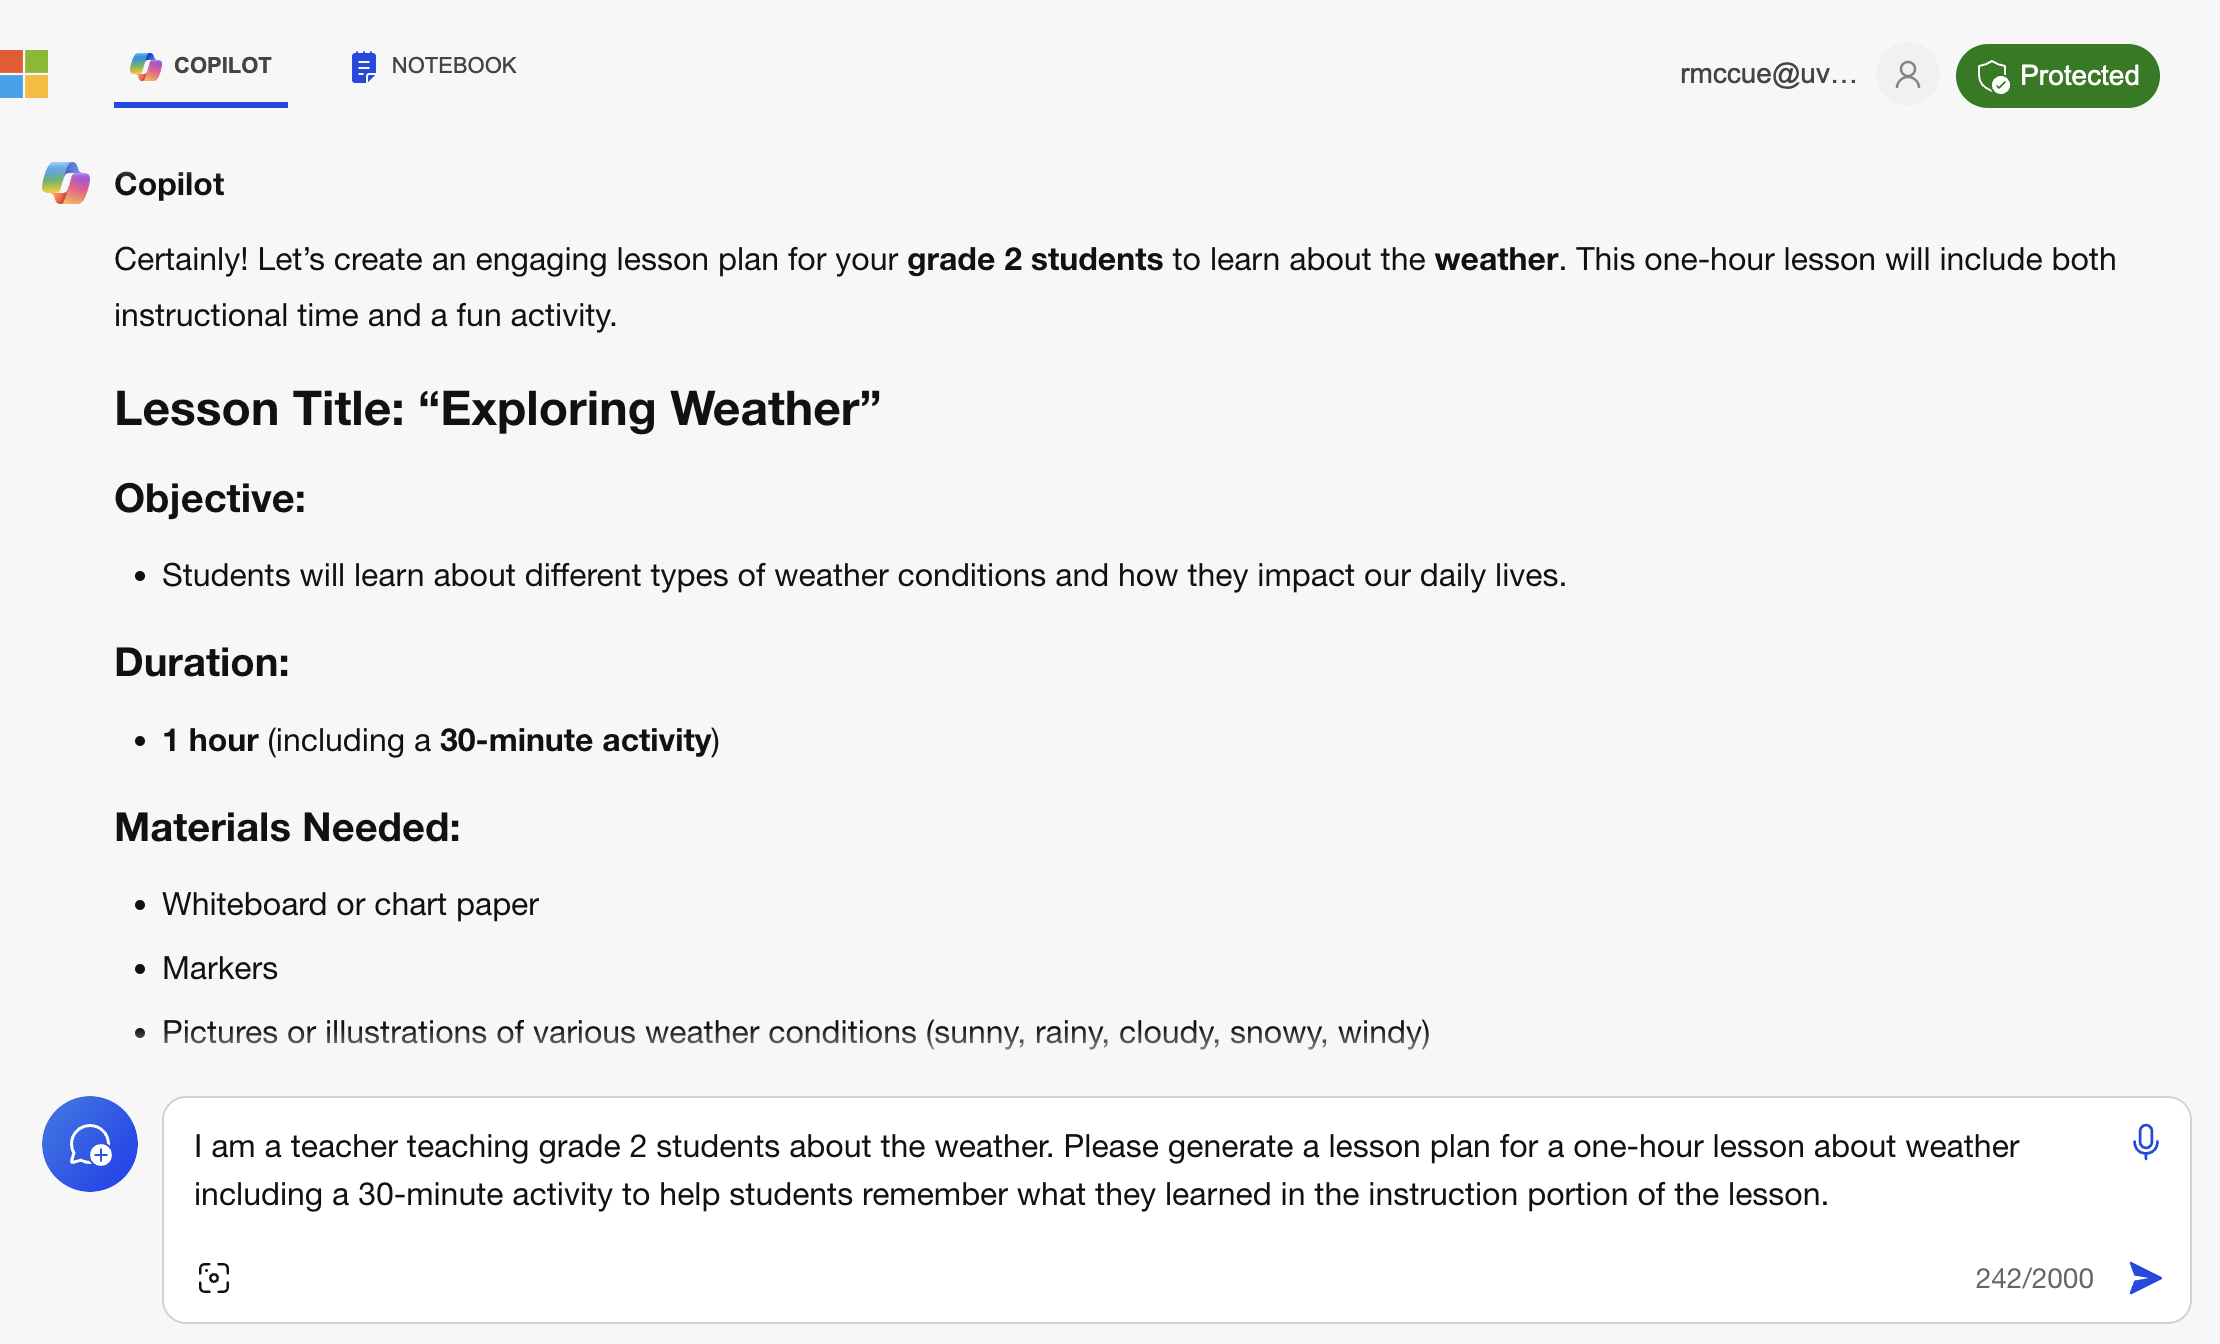 COPILOT
NOTEBOOK
rmccue@uv...
Protected
Copilot
Certainly! Let’s create an engaging lesson plan for your grade 2 students to learn about the weather. This one-hour lesson will include both
instructional time and a fun activity.
Lesson Title: “Exploring Weather”
Objective:
• Students will learn about different types of weather conditions and how they impact our daily lives.
Duration:
• 1 hour (including a 30-minute activity)
Materials Needed:
• Whiteboard or chart paper
• Markers
• Pictures or illustrations of various weather conditions (sunny, rainy, cloudy, snowy, windy)
I am a teacher teaching grade 2 students about the weather. Please generate a lesson plan for a one-hour lesson about weather
including a 30-minute activity to help students remember what they learned in the instruction portion of the lesson.
242/2000